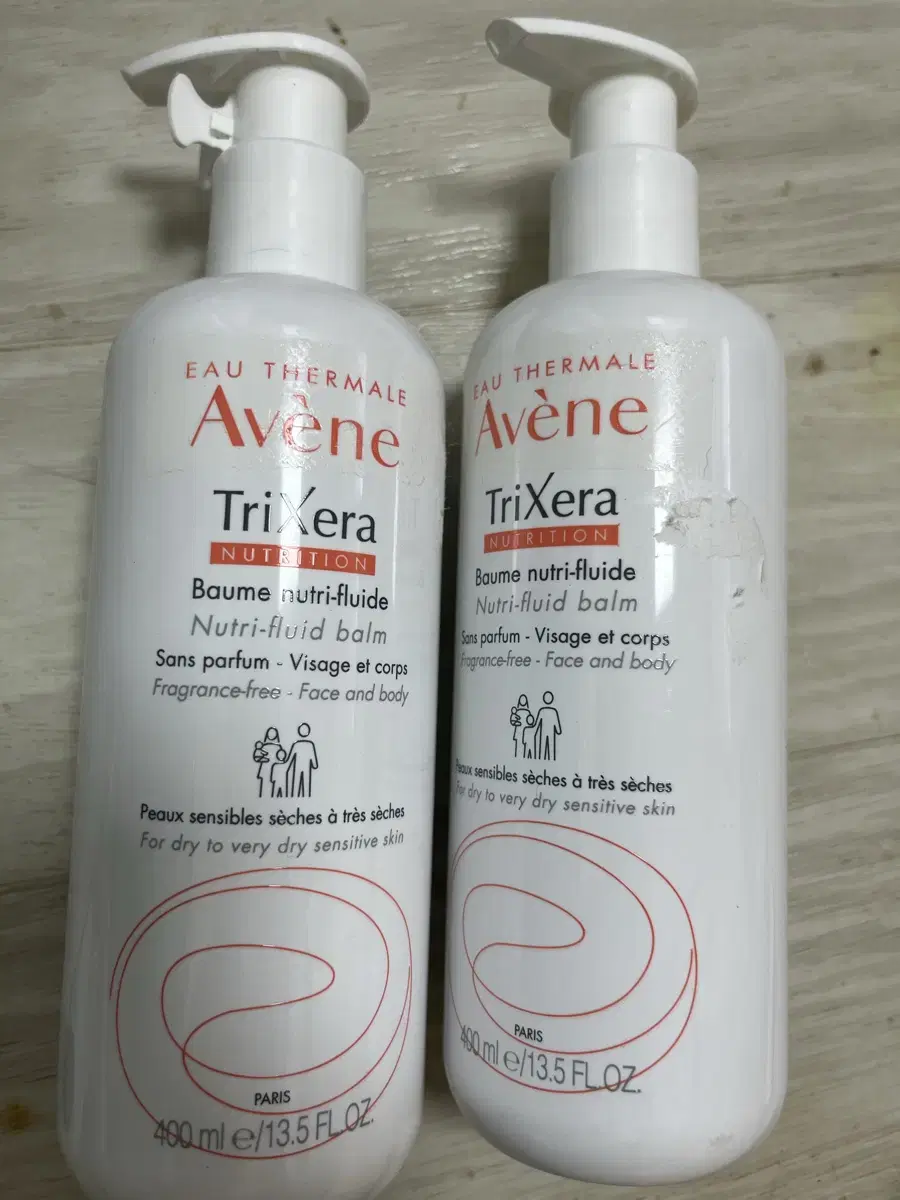 EAU THERMALE
Avène
TriXera
NUTRITION
Baume nutri-fluide
Nutri-fluid balm
Sans parfum - Visage et corps
Fragrance-free - Face and body
Peaux sensibles sèches à très sèches
For dry to very dry sensitive skin
PARIS
400 ml e/13.5 FL.OZ.
EAU THERMALE
Avène
TriXera
NUTRITION
Baume nutri-fluide
Nutri-fluid balm
Sans parfum - Visage et corps
Fragrance-free - Face and body
Peaux sensibles sèches à très sèches
For dry to very dry sensitive skin
PARIS
400 ml e/13.5 FL.OZ.